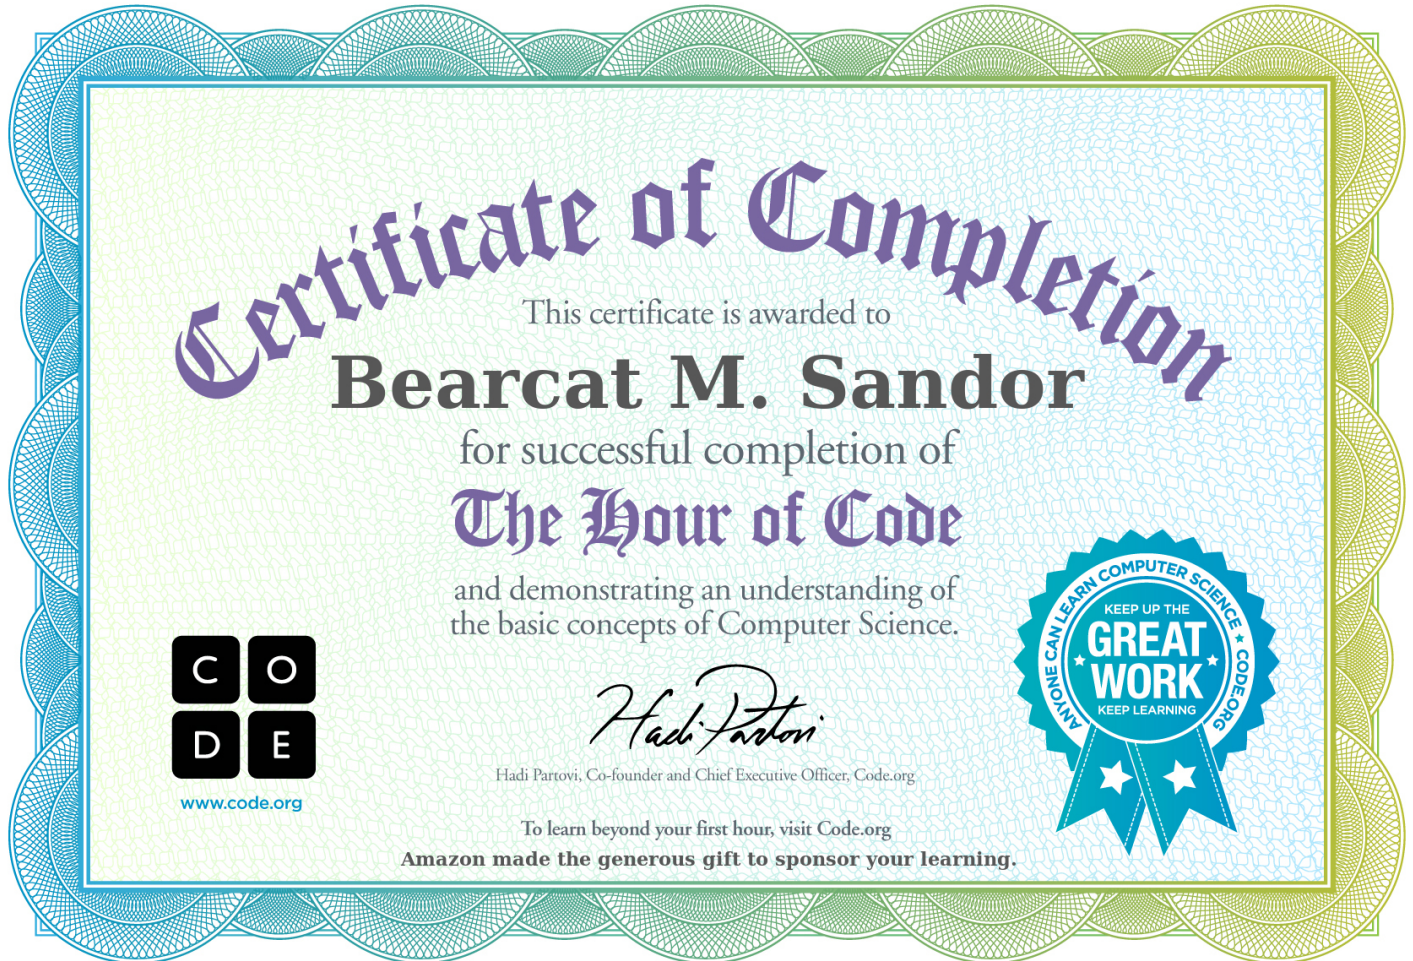 Certificate of Completion
This certificate is awarded to
Bearcat M. Sandor
for successful completion of
The Hour of Code
and demonstrating an understanding of
the basic concepts of Computer Science.
C O
D E
www.code.org
Hadi Partovi
Hadi Partovi, Co-founder and Chief Executive Officer, Code.org
To learn beyond your first hour, visit Code.org
Amazon made the generous gift to sponsor your learning.
ANYONE CAN LEARN COMPUTER SCIENCE ★ CODE.ORG
KEEP UP THE
GREAT
WORK
KEEP LEARNING